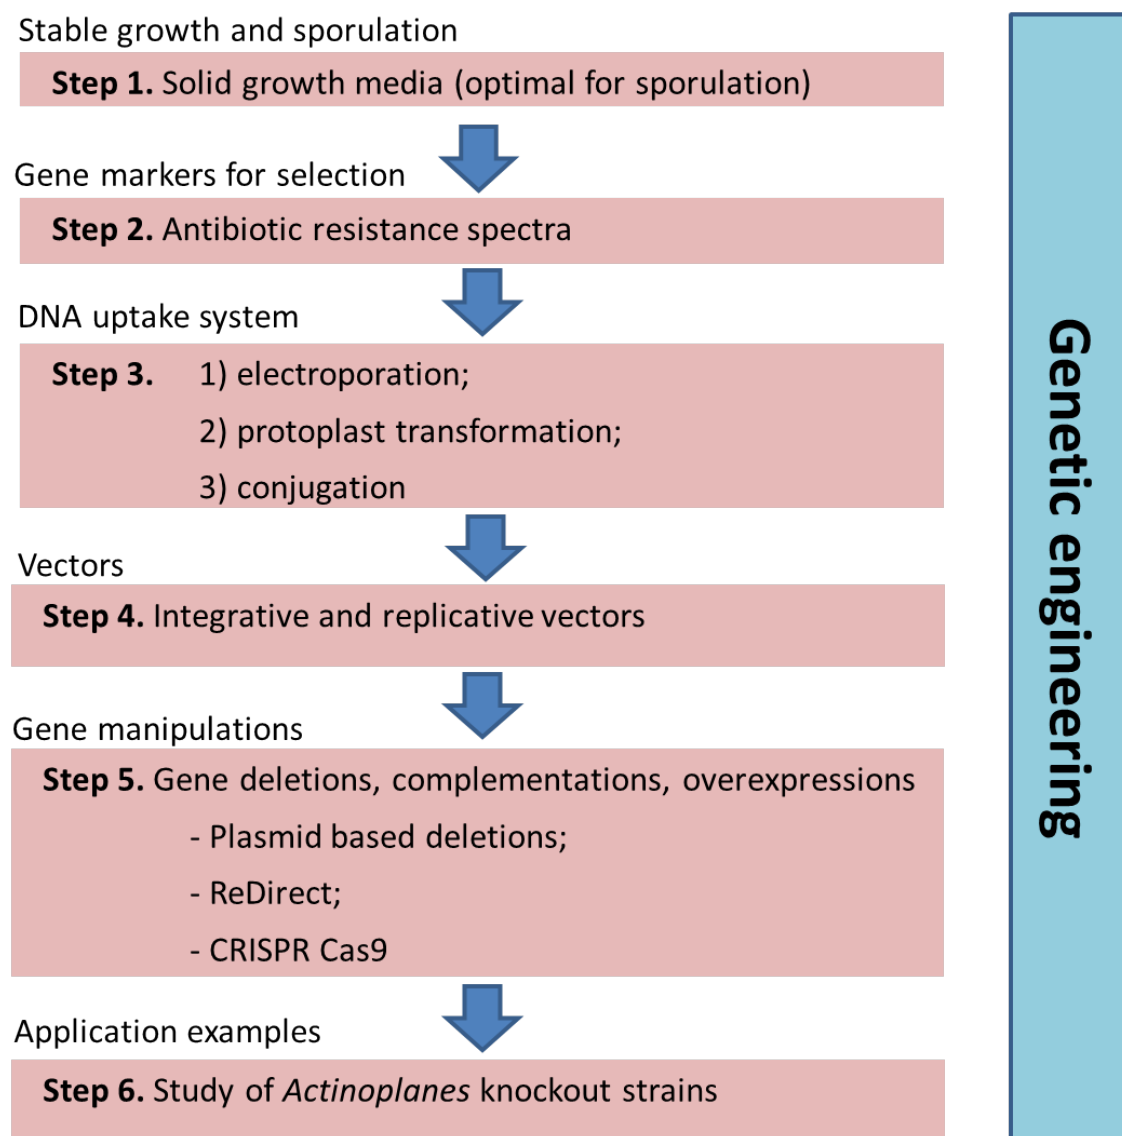 Stable growth and sporulation
Step 1. Solid growth media (optimal for sporulation)
Gene markers for selection
Step 2. Antibiotic resistance spectra
DNA uptake system
Step 3. 1) electroporation;
2) protoplast transformation;
3) conjugation
Vectors
Step 4. Integrative and replicative vectors
Gene manipulations
Step 5. Gene deletions, complementations, overexpressions
- Plasmid based deletions;
- ReDirect;
- CRISPR Cas9
Application examples
Step 6. Study of Actinoplanes knockout strains
Genetic engineering